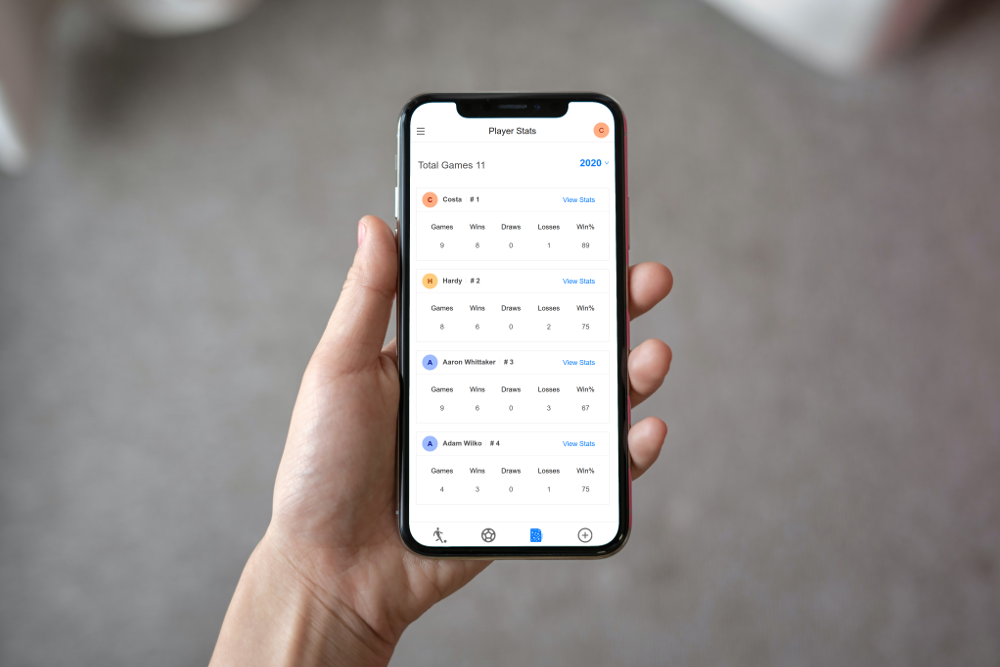 Player Stats
C
Total Games 11
2020
C Costa # 1 View Stats
Games Wins Draws Losses Win%
9 8 0 1 89
H Hardy # 2 View Stats
Games Wins Draws Losses Win%
8 6 0 2 75
A Aaron Whittaker # 3 View Stats
Games Wins Draws Losses Win%
9 6 0 3 67
A Adam Wilko # 4 View Stats
Games Wins Draws Losses Win%
4 3 0 1 75